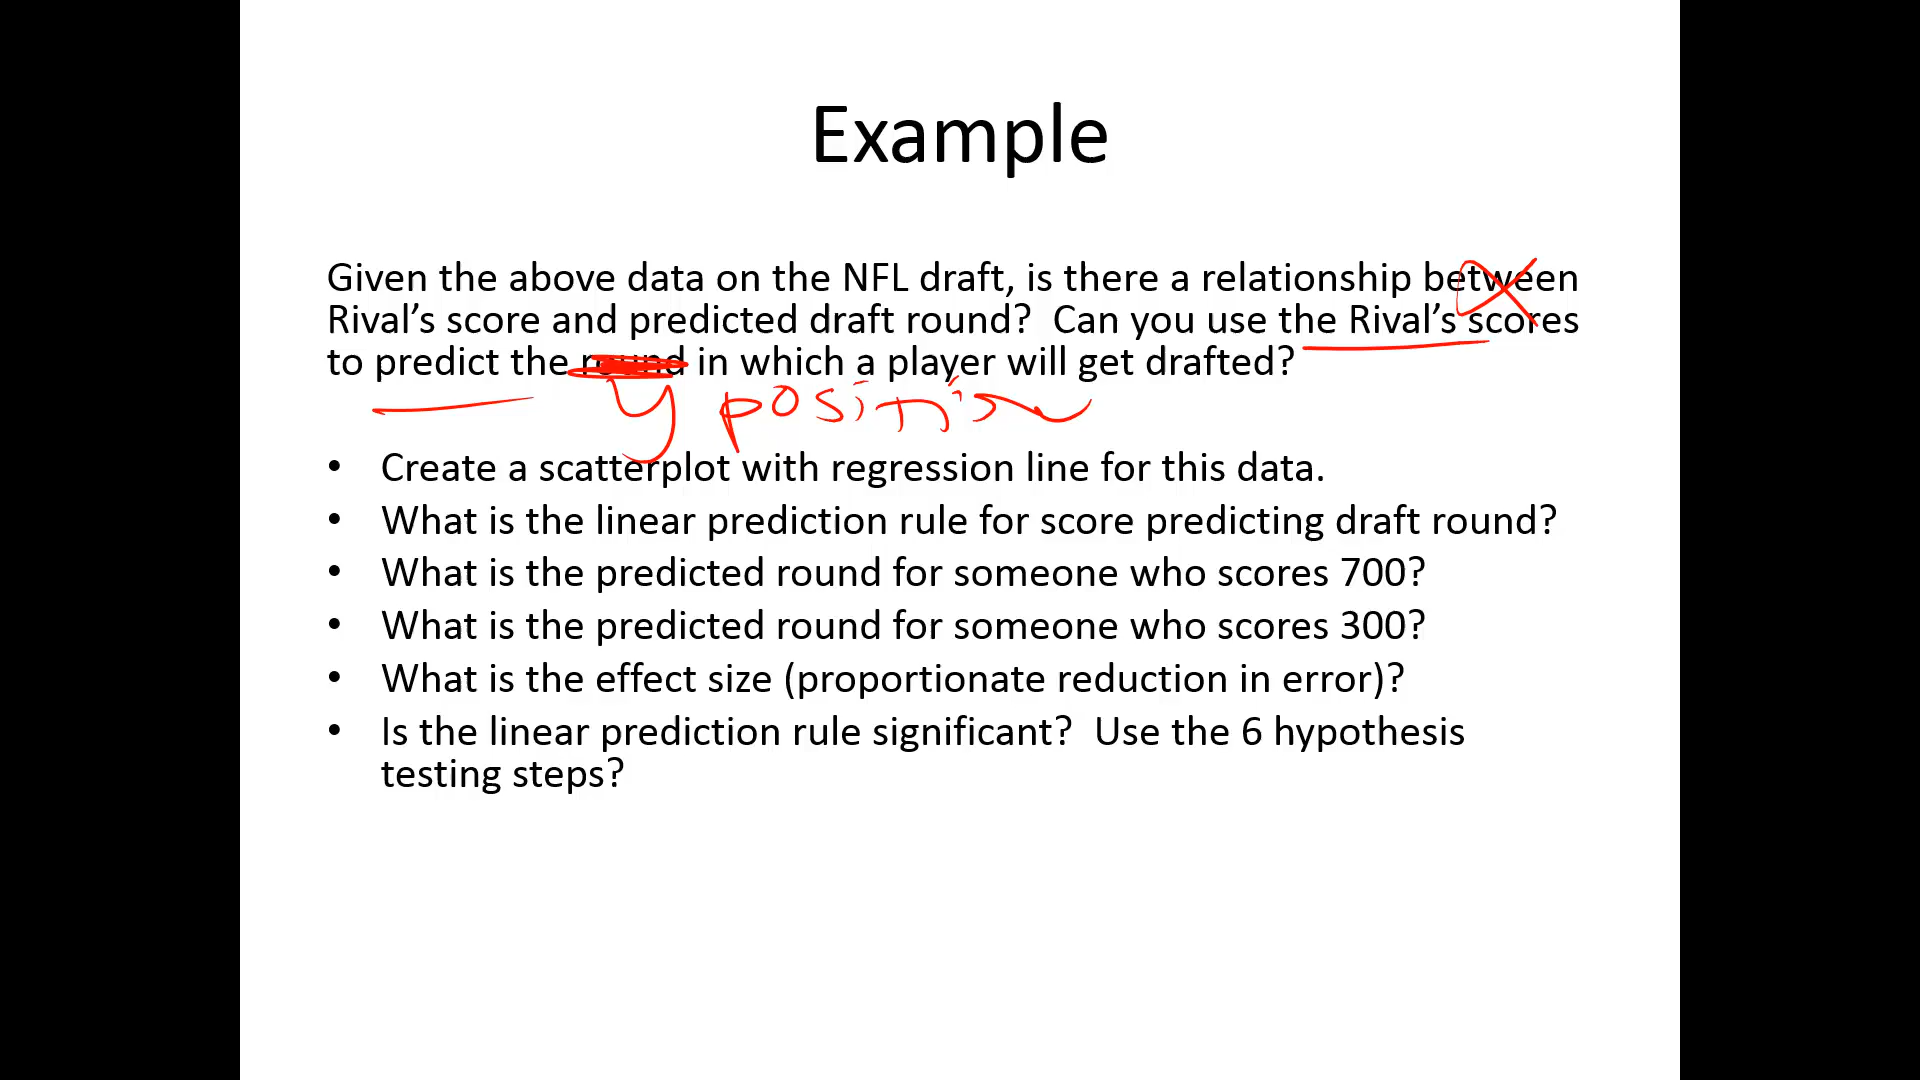 Example
Given the above data on the NFL draft, is there a relationship between
x
Rival's score and predicted draft round?  Can you use the Rival's scores
to predict the round in which a player will get drafted?
y position
• Create a scatterplot with regression line for this data.
• What is the linear prediction rule for score predicting draft round?
• What is the predicted round for someone who scores 700?
• What is the predicted round for someone who scores 300?
• What is the effect size (proportionate reduction in error)?
• Is the linear prediction rule significant?  Use the 6 hypothesis
testing steps?